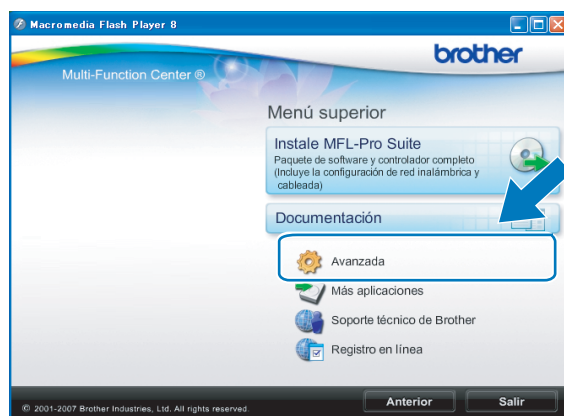 Macromedia Flash Player 8
brother
Multi-Function Center ®
Menú superior
Instale MFL-Pro Suite
Paquete de software y controlador completo
(Incluye la configuración de red inalámbrica y
cableada)
Documentación
Avanzada
Más aplicaciones
Soporte técnico de Brother
Registro en línea
© 2001-2007 Brother Industries, Ltd. All rights reserved.
Anterior
Salir